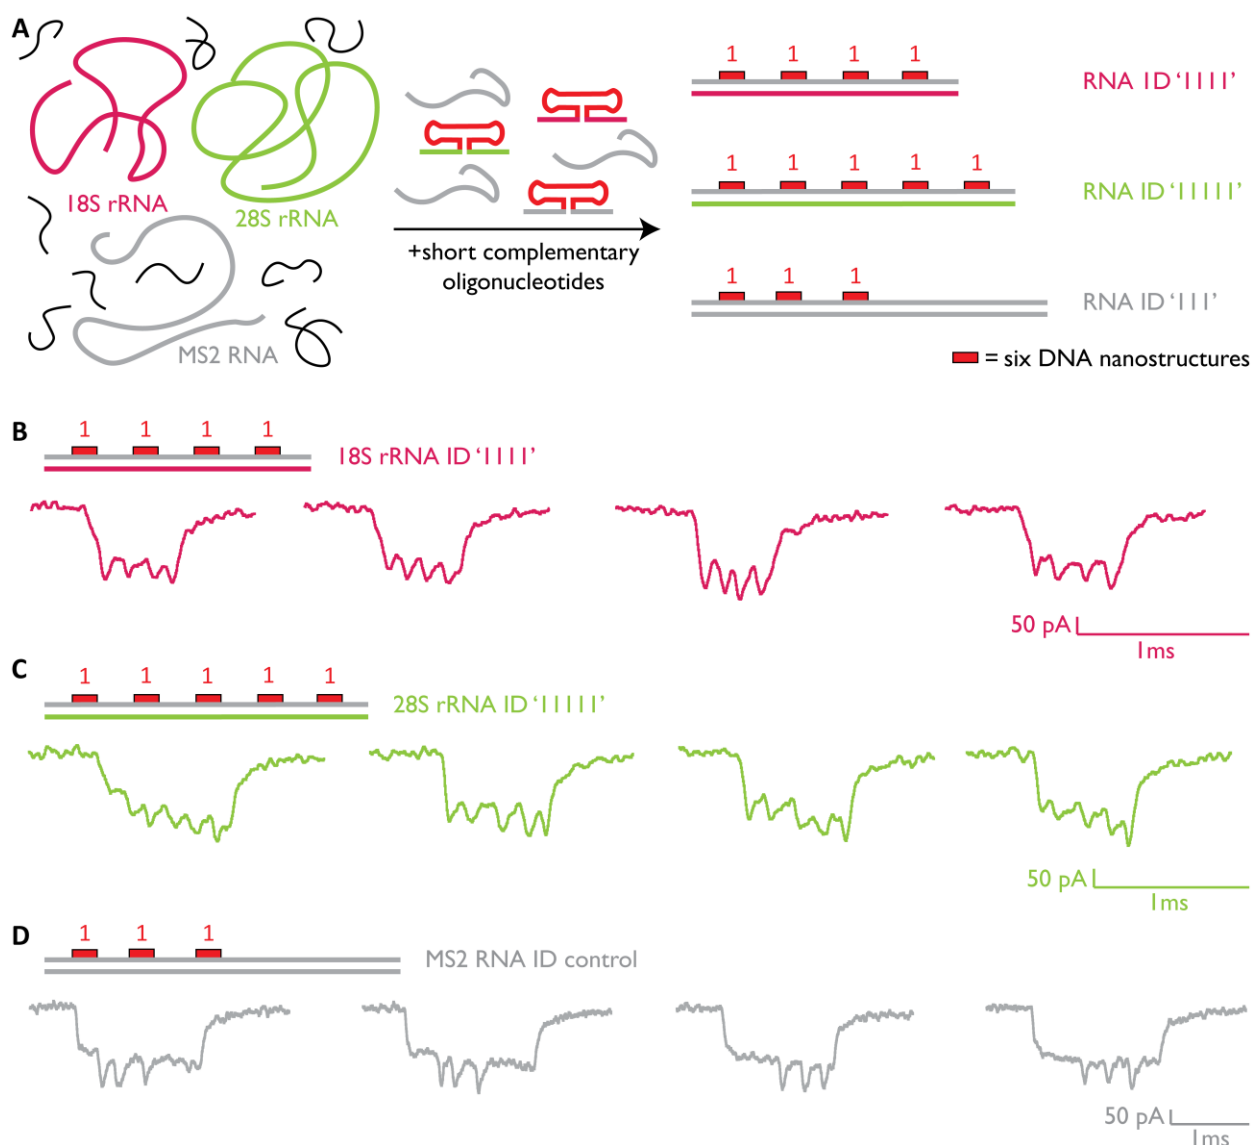 A
18S rRNA
28S rRNA
MS2 RNA
+short complementary
oligonucleotides
1 1 1 1
RNA ID '1111'
1 1 1 1 1
RNA ID '11111'
1 1 1
RNA ID '111'
= six DNA nanostructures
B
1 1 1 1
18S rRNA ID '1111'
50 pA
1ms
C
1 1 1 1 1
28S rRNA ID '11111'
50 pA
1ms
D
1 1 1
MS2 RNA ID control
50 pA
1ms